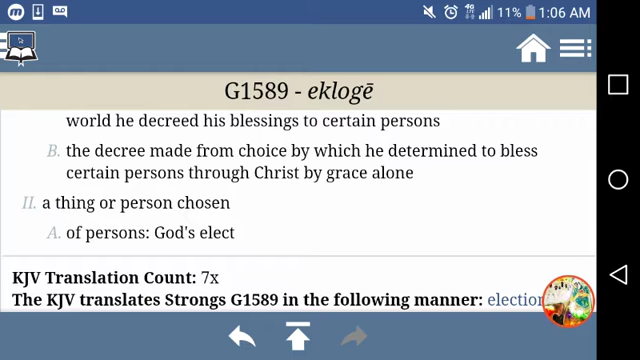 11% 1:06 AM
G1589 - eklogē
world he decreed his blessings to certain persons
B. the decree made from choice by which he determined to bless
certain persons through Christ by grace alone
II. a thing or person chosen
A. of persons: God's elect
KJV Translation Count: 7x
The KJV translates Strongs G1589 in the following manner: election